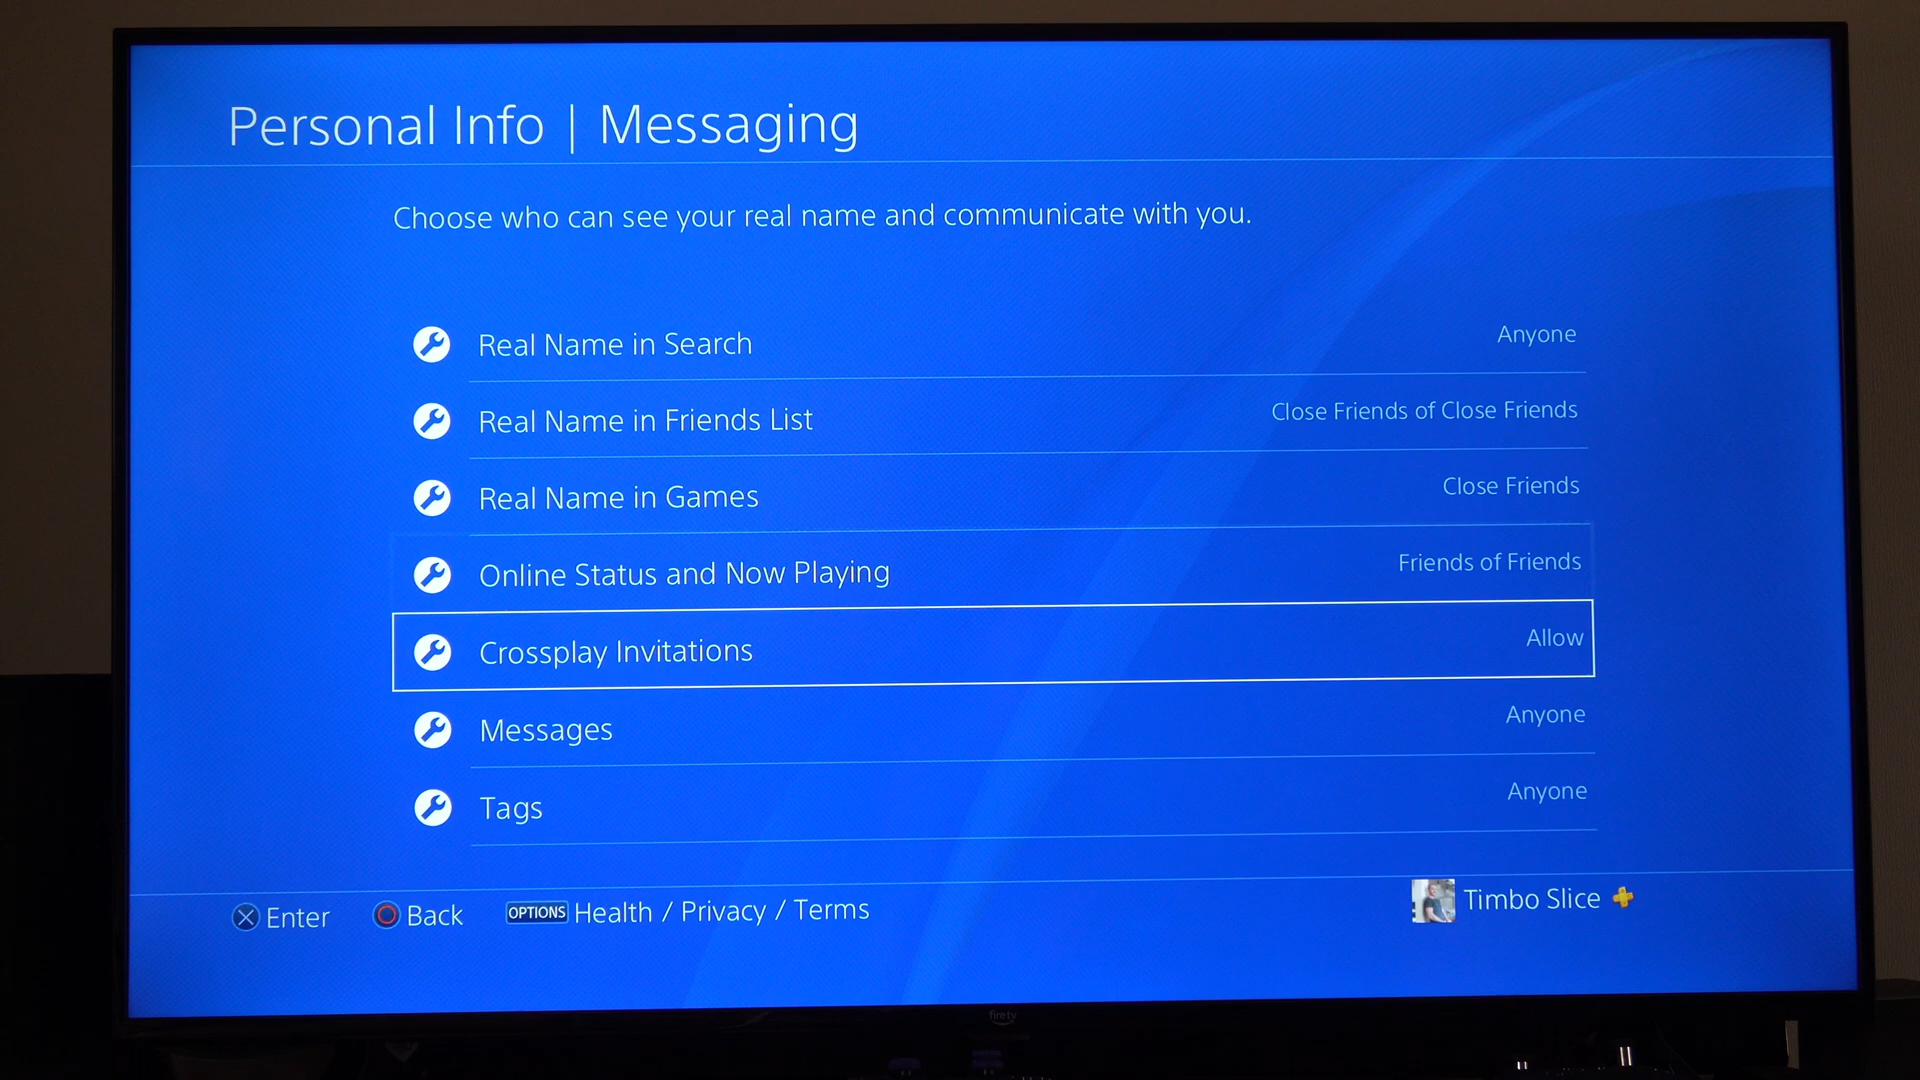 Personal Info | Messaging
Choose who can see your real name and communicate with you.
Real Name in Search Anyone
Real Name in Friends List Close Friends of Close Friends
Real Name in Games Close Friends
Online Status and Now Playing Friends of Friends
Crossplay Invitations Allow
Messages Anyone
Tags Anyone
Enter Back OPTIONS Health / Privacy / Terms Timbo Slice
firetv